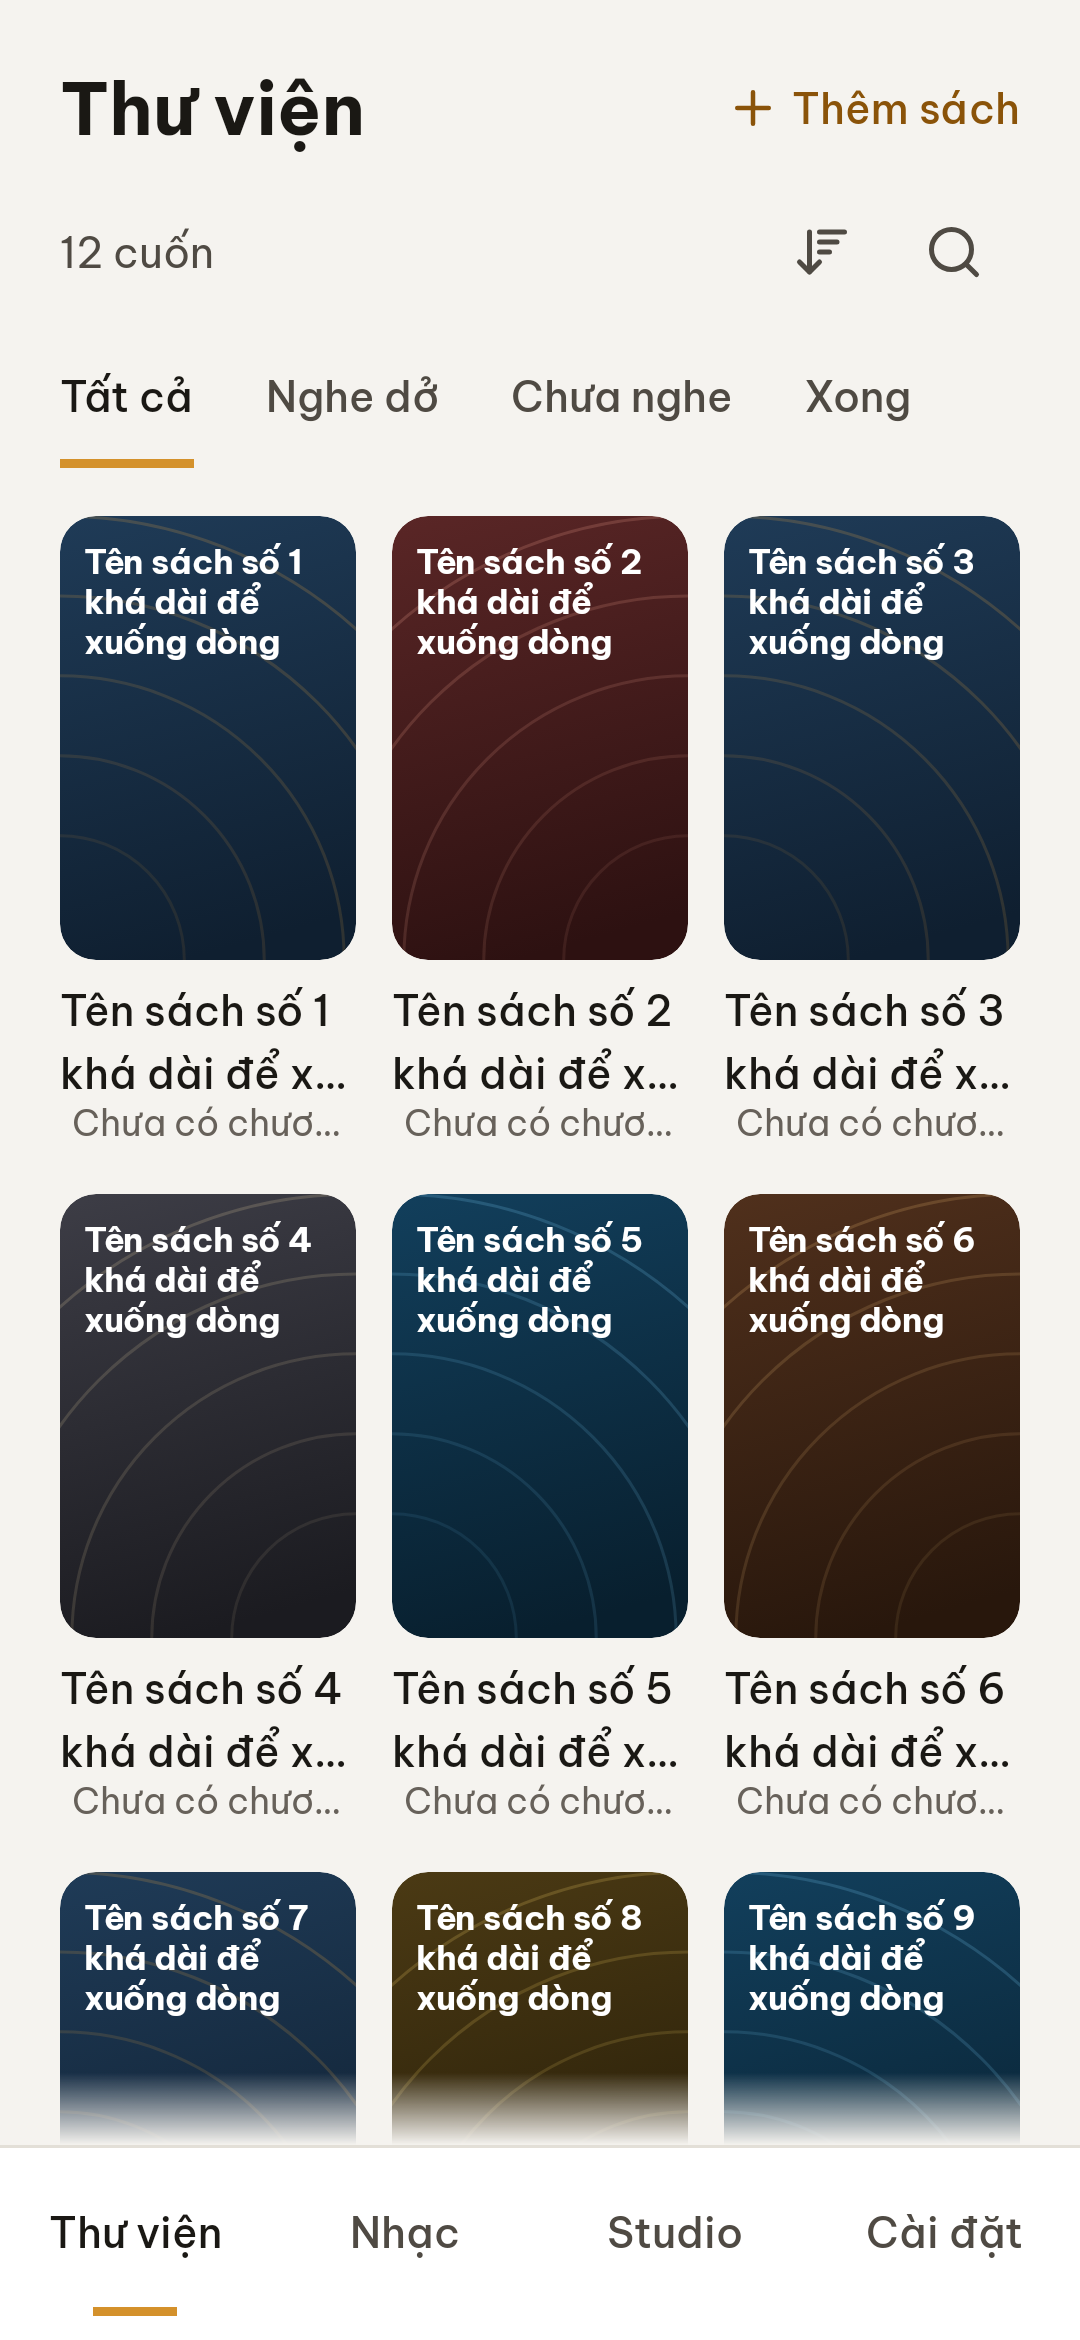 Thư viện
Thêm sách
12 cuốn
Tất cả
Nghe dở
Chưa nghe
Xong
Tên sách số 1
khá dài để
xuống dòng
Tên sách số 2
khá dài để
xuống dòng
Tên sách số 3
khá dài để
xuống dòng
Tên sách số 1
khá dài để x...
Chưa có chươ...
Tên sách số 2
khá dài để x...
Chưa có chươ...
Tên sách số 3
khá dài để x...
Chưa có chươ...
Tên sách số 4
khá dài để
xuống dòng
Tên sách số 5
khá dài để
xuống dòng
Tên sách số 6
khá dài để
xuống dòng
Tên sách số 4
khá dài để x...
Chưa có chươ...
Tên sách số 5
khá dài để x...
Chưa có chươ...
Tên sách số 6
khá dài để x...
Chưa có chươ...
Tên sách số 7
khá dài để
xuống dòng
Tên sách số 8
khá dài để
xuống dòng
Tên sách số 9
khá dài để
xuống dòng
Thư viện
Nhạc
Studio
Cài đặt